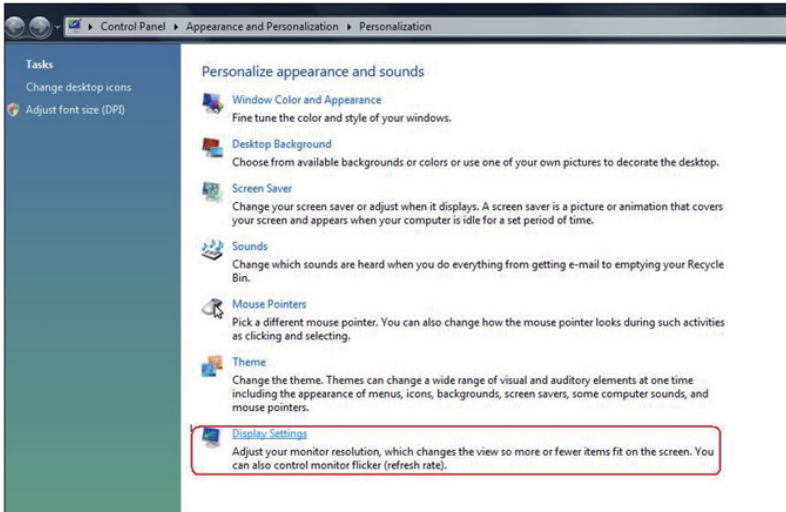 Control Panel ▸ Appearance and Personalization ▸ Personalization
Tasks
Change desktop icons
Adjust font size (DPI)
Personalize appearance and sounds
Window Color and Appearance
Fine tune the color and style of your windows.
Desktop Background
Choose from available backgrounds or colors or use one of your own pictures to decorate the desktop.
Screen Saver
Change your screen saver or adjust when it displays. A screen saver is a picture or animation that covers
your screen and appears when your computer is idle for a set period of time.
Sounds
Change which sounds are heard when you do everything from getting e-mail to emptying your Recycle
Bin.
Mouse Pointers
Pick a different mouse pointer. You can also change how the mouse pointer looks during such activities
as clicking and selecting.
Theme
Change the theme. Themes can change a wide range of visual and auditory elements at one time
including the appearance of menus, icons, backgrounds, screen savers, some computer sounds, and
mouse pointers.
Display Settings
Adjust your monitor resolution, which changes the view so more or fewer items fit on the screen. You
can also control monitor flicker (refresh rate).